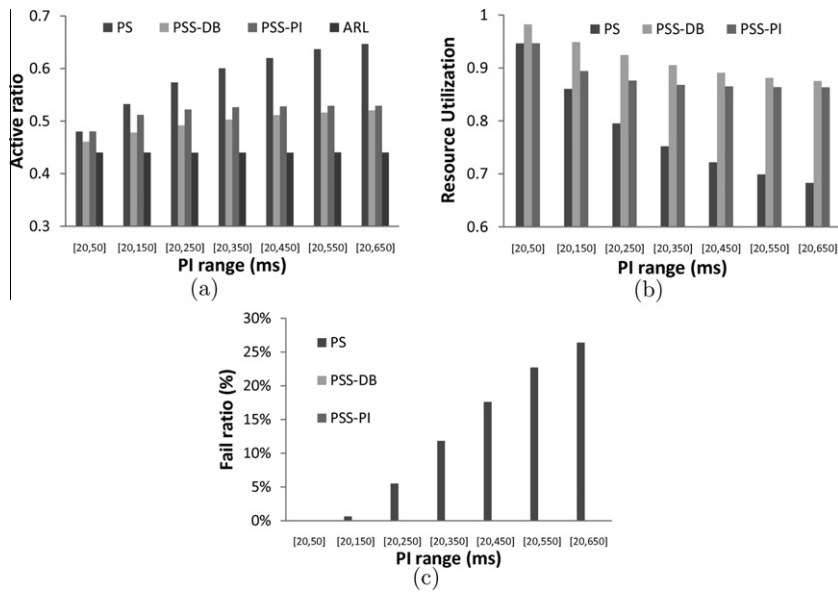 0.7
0.6
0.5
0.4
0.3
Active ratio
PS PSS-DB PSS-PI ARL
[20,50] [20,150] [20,250] [20,350] [20,450] [20,550] [20,650]
PI range (ms)
(a)
1
0.9
0.8
0.7
0.6
Resource Utilization
PS PSS-DB PSS-PI
[20,50] [20,150] [20,250] [20,350] [20,450] [20,550] [20,650]
PI range (ms)
(b)
30%
25%
20%
15%
10%
5%
0%
Fail ratio (%)
PS
PSS-DB
PSS-PI
[20,50] [20,150] [20,250] [20,350] [20,450] [20,550] [20,650]
PI range (ms)
(c)